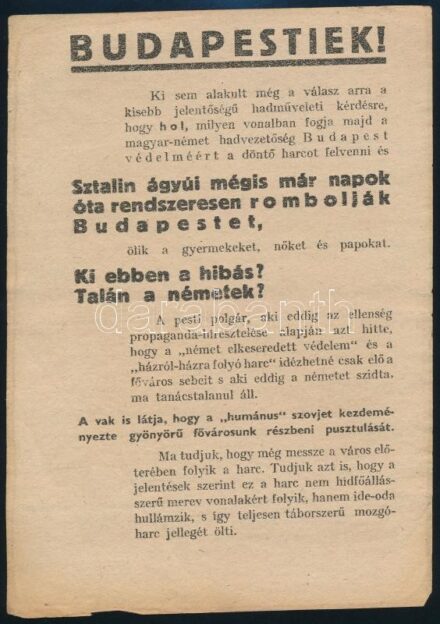 BUDAPESTIEK!
Ki sem alakult még a válasz arra a
kisebb jelentőségű hadműveleti kérdésre,
hogy hol, milyen vonalban fogja majd a
magyar-német hadvezetőség Budapest
védelméért a döntő harcot felvenni és
Sztalin ágyúi mégis már napok
óta rendszeresen rombolják
Budapestet,
ölik a gyermekeket, nőket és papokat.
Ki ebben a hibás?
Talán a németek?
darabanth
A pesti polgár, aki eddig az ellenség
propaganda-híresztelése alapján azt hitte,
hogy a „német elkeseredett védelem" és a
„házról-házra folyó harc" idézhetné csak elő a
főváros sebeit s aki eddig a németet szidta,
ma tanácstalanul áll.
A vak is látja, hogy a „humánus" szovjet kezdemé-
nyezte gyönyörű fővárosunk részbeni pusztulását.
Ma tudjuk, hogy még messze a város elő-
terében folyik a harc. Tudjuk azt is, hogy a
jelentések szerint ez a harc nem hídfőállás-
szerű merev vonalakért folyik, hanem ide-oda
hullámzik, s így teljesen táborszerű mozgó-
harc jellegét ölti.